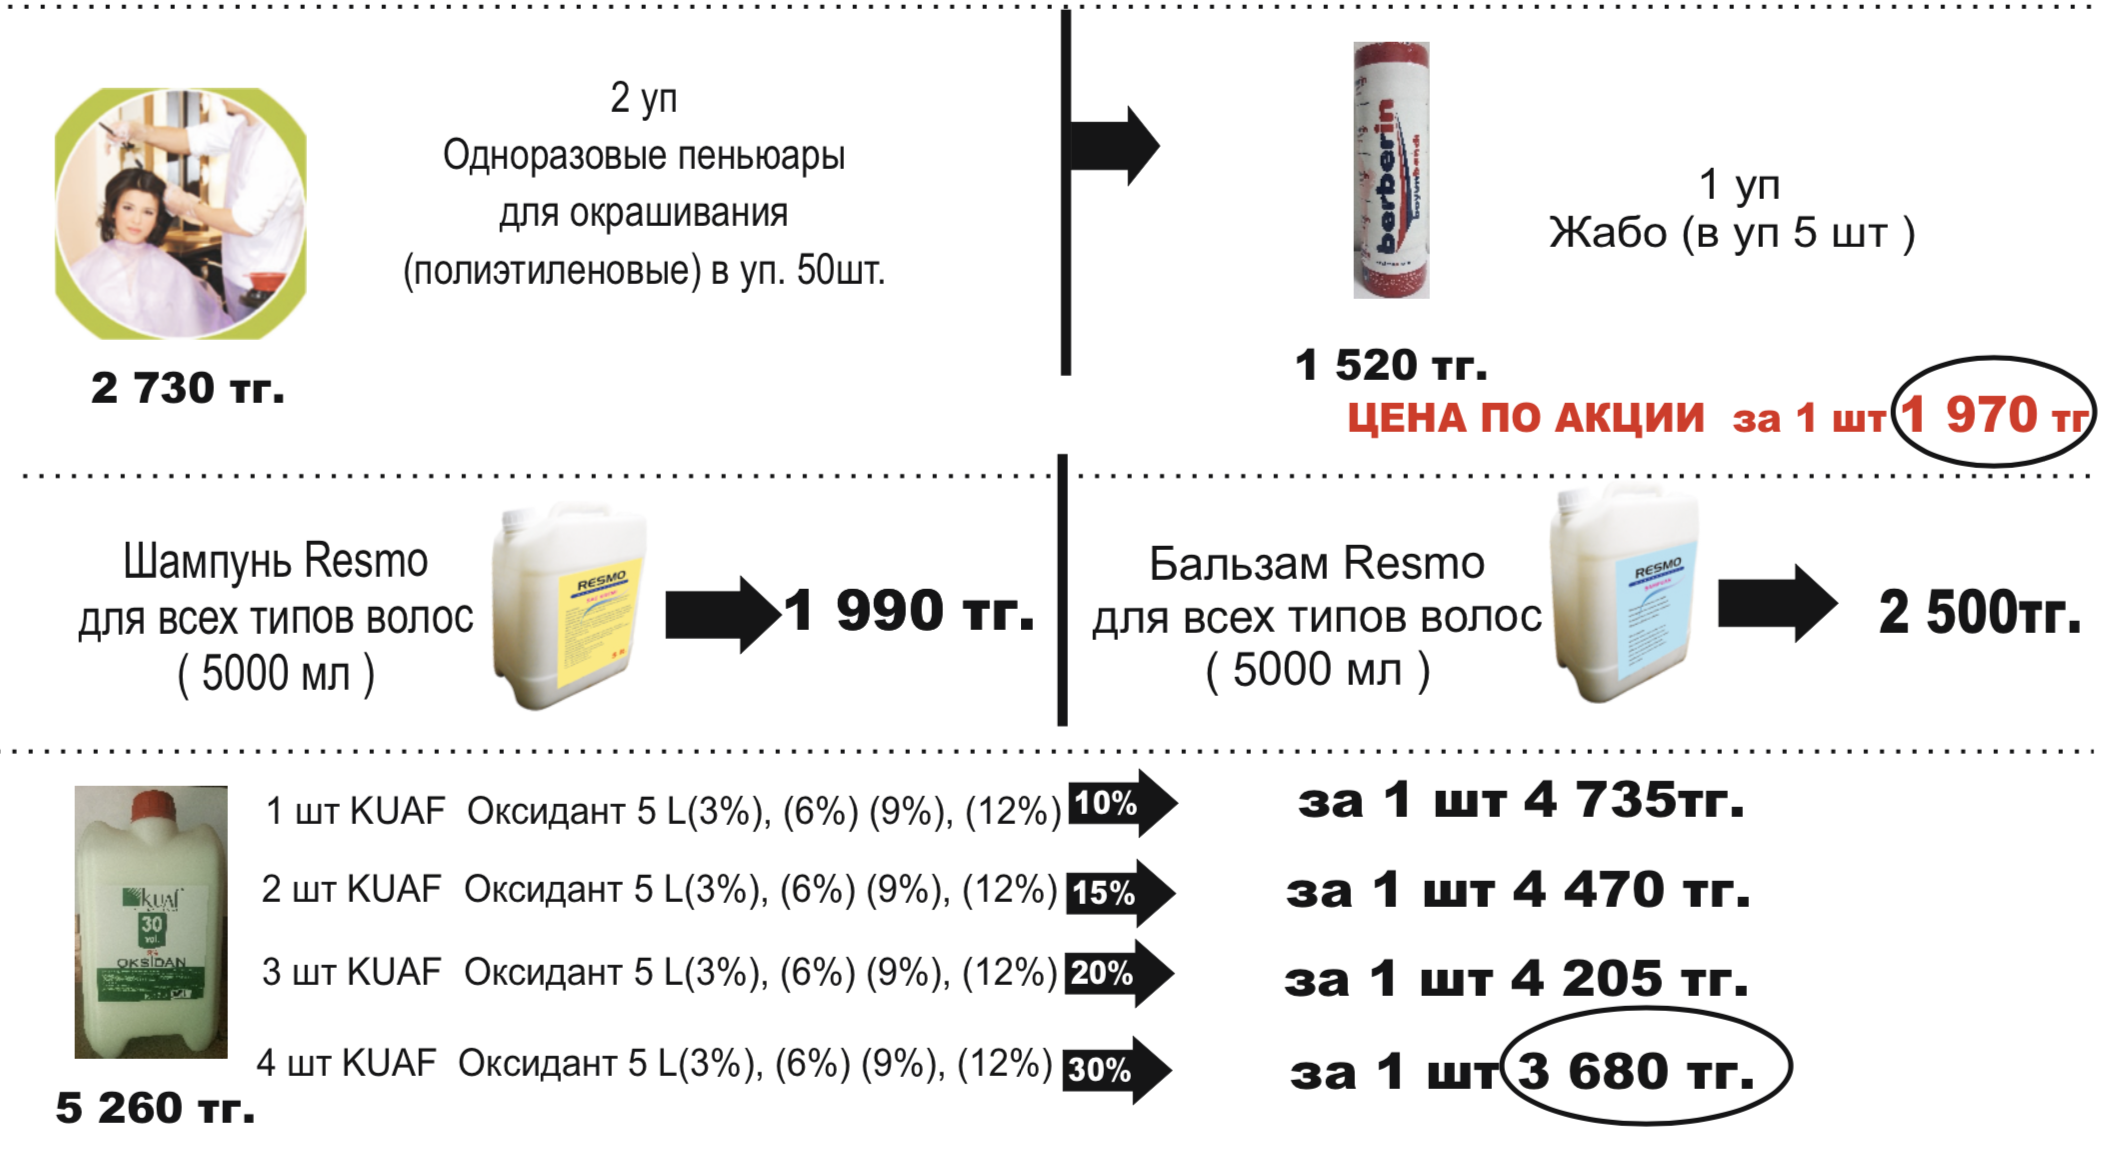 2 уп
Одноразовые пеньюары
для окрашивания
(полиэтиленовые) в уп. 50шт.
2 730 тг.
berberin
1 уп
Жабо (в уп 5 шт )
1 520 тг.
ЦЕНА ПО АКЦИИ за 1 шт 1 970 тг
Шампунь Resmo
для всех типов волос
( 5000 мл )
RESMO
1 990 тг.
Бальзам Resmo
для всех типов волос
( 5000 мл )
RESMO
2 500тг.
KUAF
30
vol.
OKSİDAN
5 260 тг.
1 шт KUAF Оксидант 5 L(3%), (6%) (9%), (12%) 10% за 1 шт 4 735тг.
2 шт KUAF Оксидант 5 L(3%), (6%) (9%), (12%) 15% за 1 шт 4 470 тг.
3 шт KUAF Оксидант 5 L(3%), (6%) (9%), (12%) 20% за 1 шт 4 205 тг.
4 шт KUAF Оксидант 5 L(3%), (6%) (9%), (12%) 30% за 1 шт 3 680 тг.